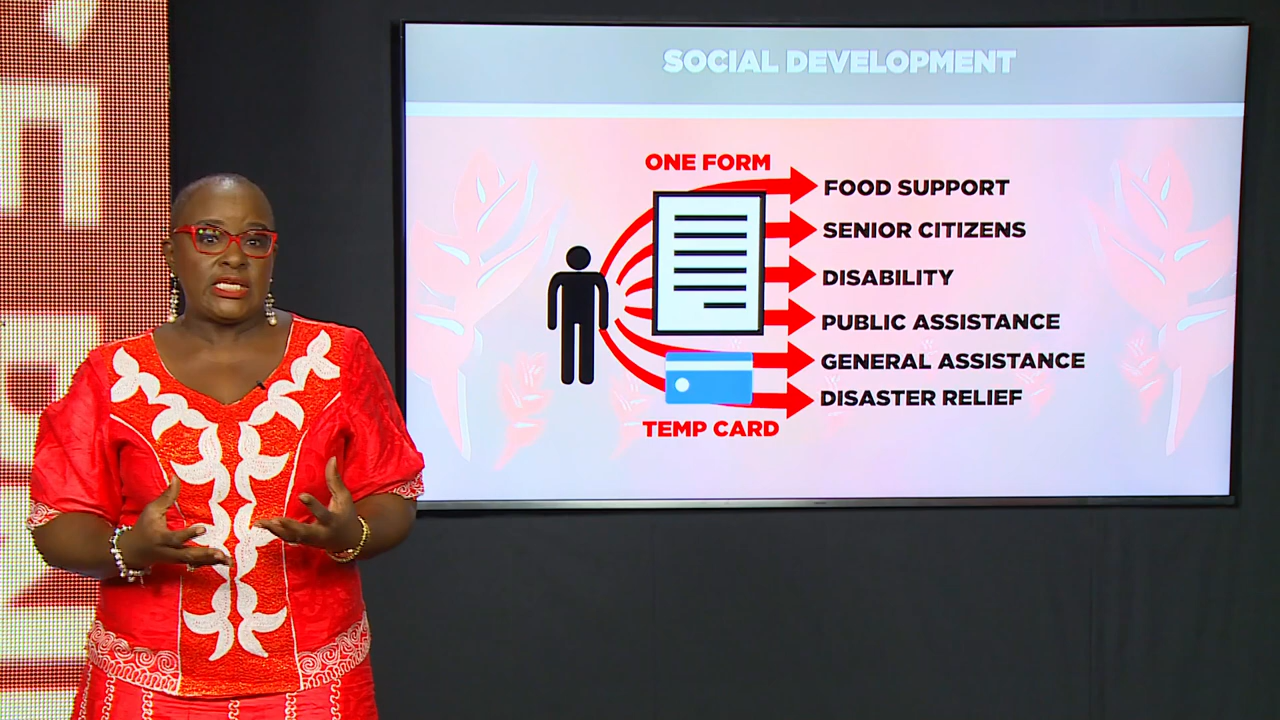 SOCIAL DEVELOPMENT
ONE FORM
FOOD SUPPORT
SENIOR CITIZENS
DISABILITY
PUBLIC ASSISTANCE
GENERAL ASSISTANCE
DISASTER RELIEF
TEMP CARD